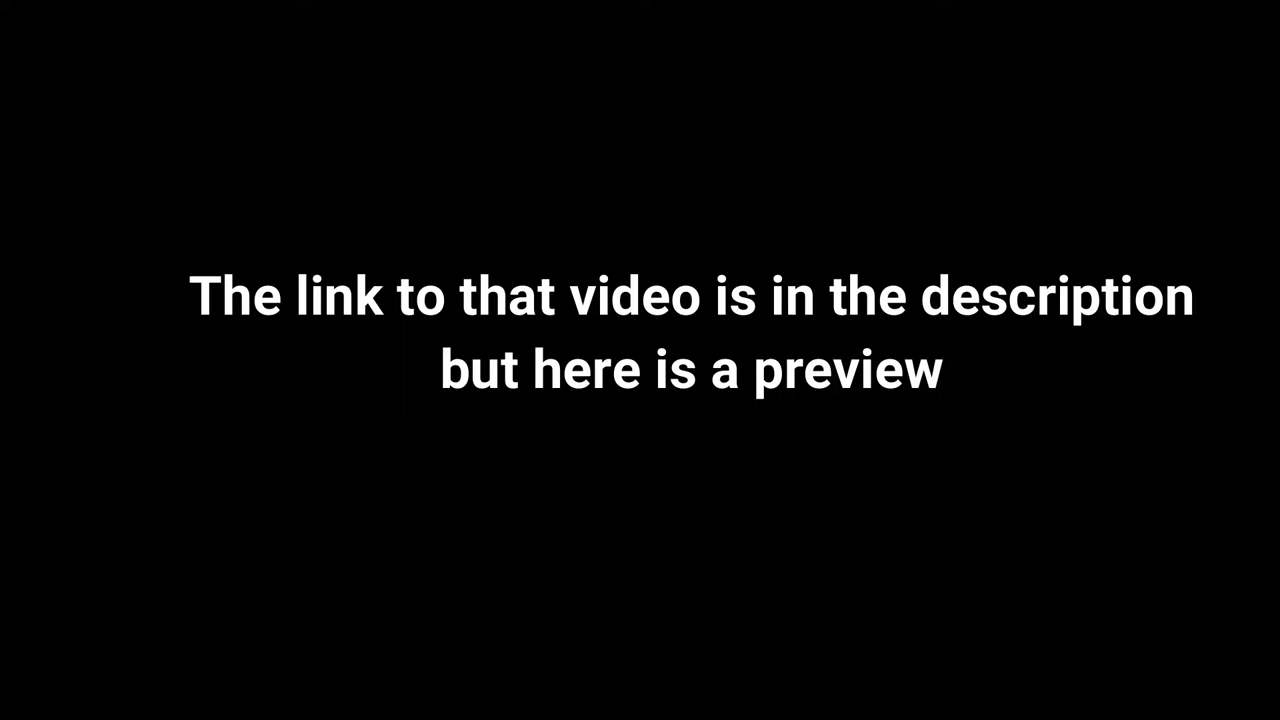 The link to that video is in the description
but here is a preview